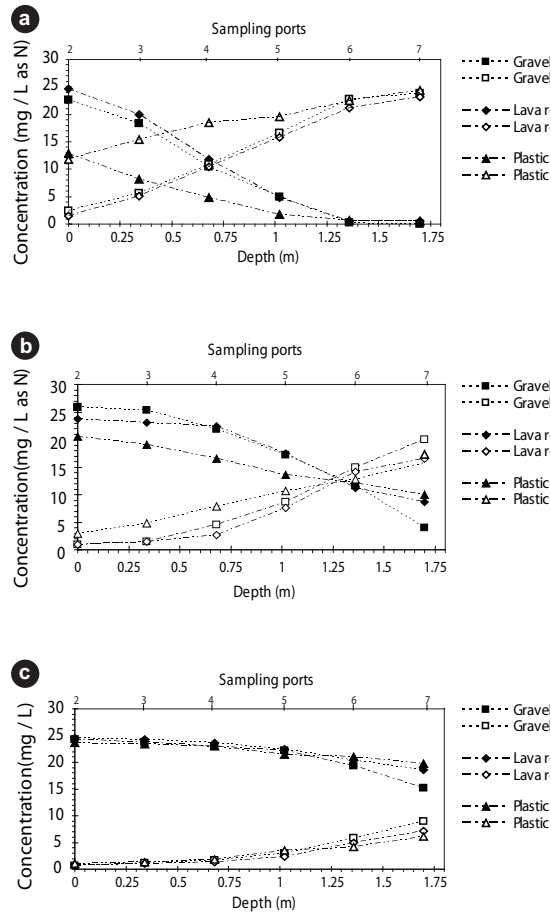 a
Sampling ports
2 3 4 5 6 7
Concentration (mg / L as N)
30
25
20
15
10
5
0
0 0.25 0.5 0.75 1 1.25 1.5 1.75
Depth (m)
Gravel
Gravel
Lava r
Lava r
Plastic
Plastic
b
Sampling ports
2 3 4 5 6 7
Concentration(mg / L as N)
30
25
20
15
10
5
0
0 0.25 0.5 0.75 1 1.25 1.5 1.75
Depth (m)
Gravel
Gravel
Lava r
Lava r
Plastic
Plastic
c
Sampling ports
2 3 4 5 6 7
Concentration(mg / L)
30
25
20
15
10
5
0
0 0.25 0.5 0.75 1 1.25 1.5 1.75
Depth (m)
Gravel
Gravel
Lava r
Lava r
Plastic
Plastic